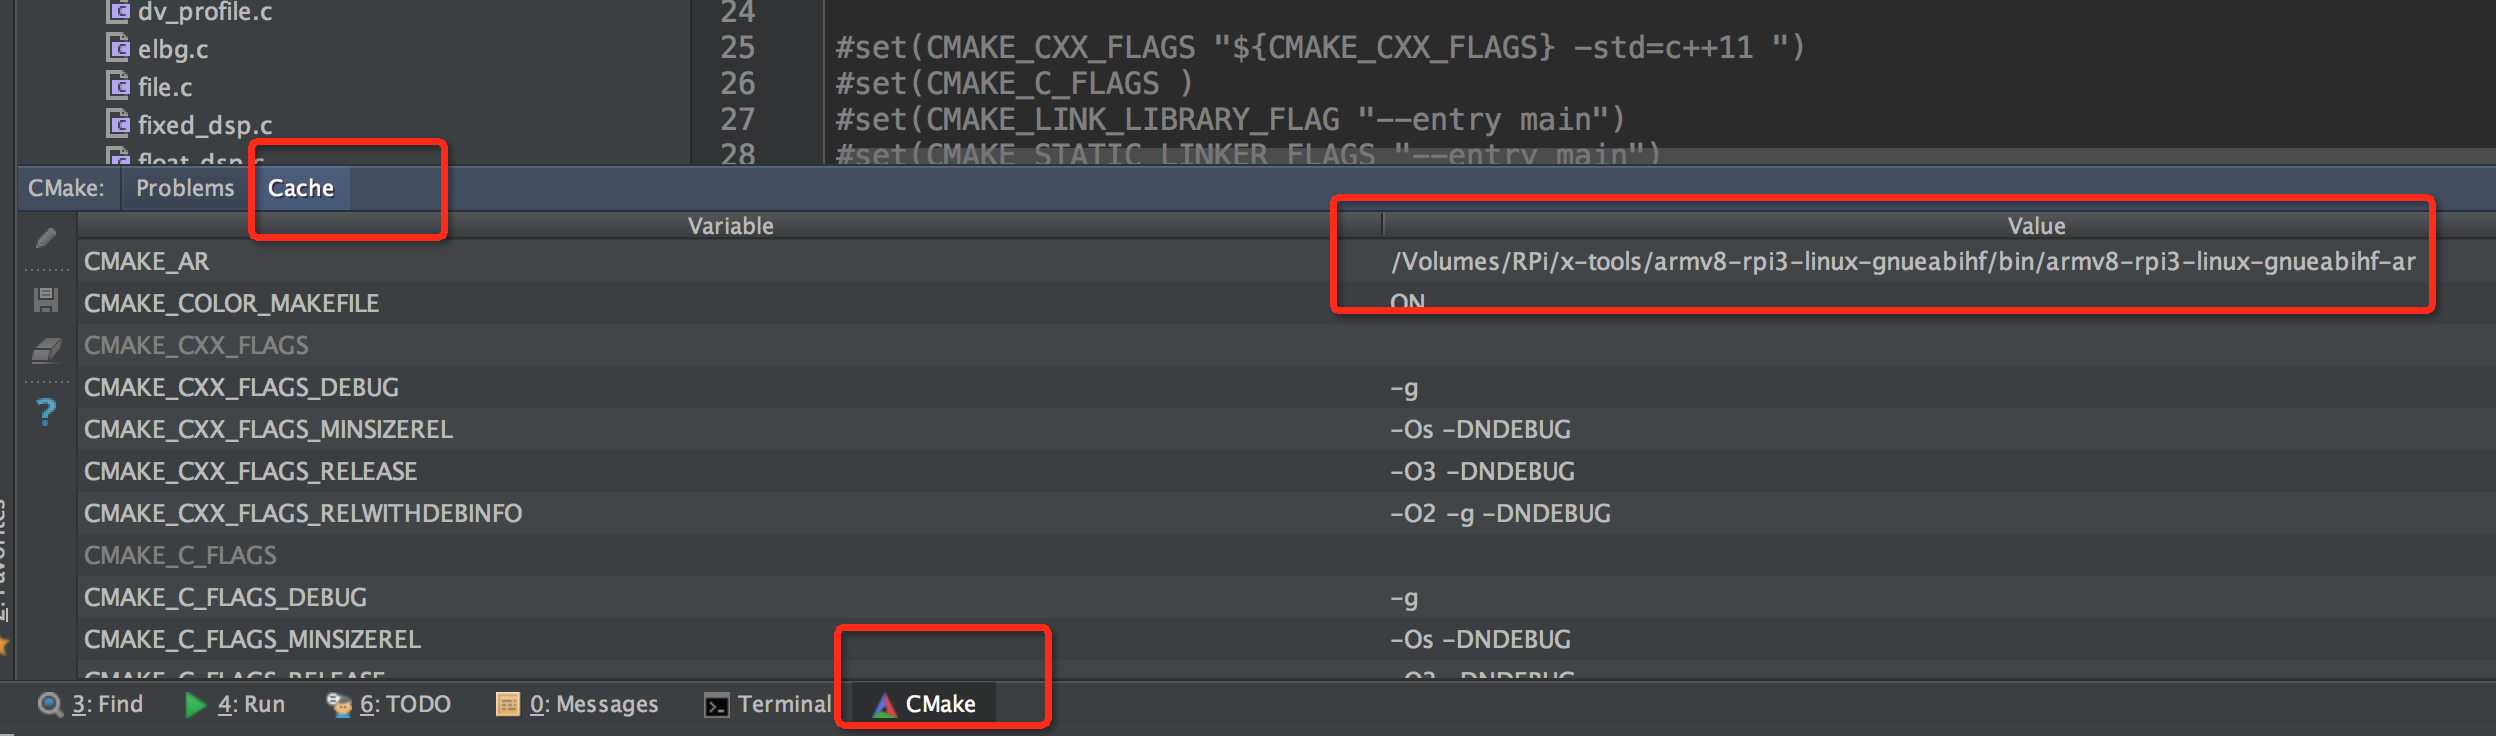 dv_profile.c
elbg.c
file.c
fixed_dsp.c
float_dsp.c
24
25 #set(CMAKE_CXX_FLAGS "${CMAKE_CXX_FLAGS} -std=c++11 ")
26 #set(CMAKE_C_FLAGS )
27 #set(CMAKE_LINK_LIBRARY_FLAG "--entry main")
28 #set(CMAKE_STATIC_LINKER_FLAGS "--entry main")
CMake: Problems Cache
Variable Value
CMAKE_AR /Volumes/RPi/x-tools/armv8-rpi3-linux-gnueabihf/bin/armv8-rpi3-linux-gnueabihf-ar
CMAKE_COLOR_MAKEFILE ON
CMAKE_CXX_FLAGS
CMAKE_CXX_FLAGS_DEBUG -g
CMAKE_CXX_FLAGS_MINSIZEREL -Os -DNDEBUG
CMAKE_CXX_FLAGS_RELEASE -O3 -DNDEBUG
CMAKE_CXX_FLAGS_RELWITHDEBINFO -O2 -g -DNDEBUG
CMAKE_C_FLAGS
CMAKE_C_FLAGS_DEBUG -g
CMAKE_C_FLAGS_MINSIZEREL -Os -DNDEBUG
CMAKE_C_FLAGS_RELEASE -O3 -DNDEBUG
3: Find 4: Run 6: TODO 0: Messages Terminal CMake
2: Favorites